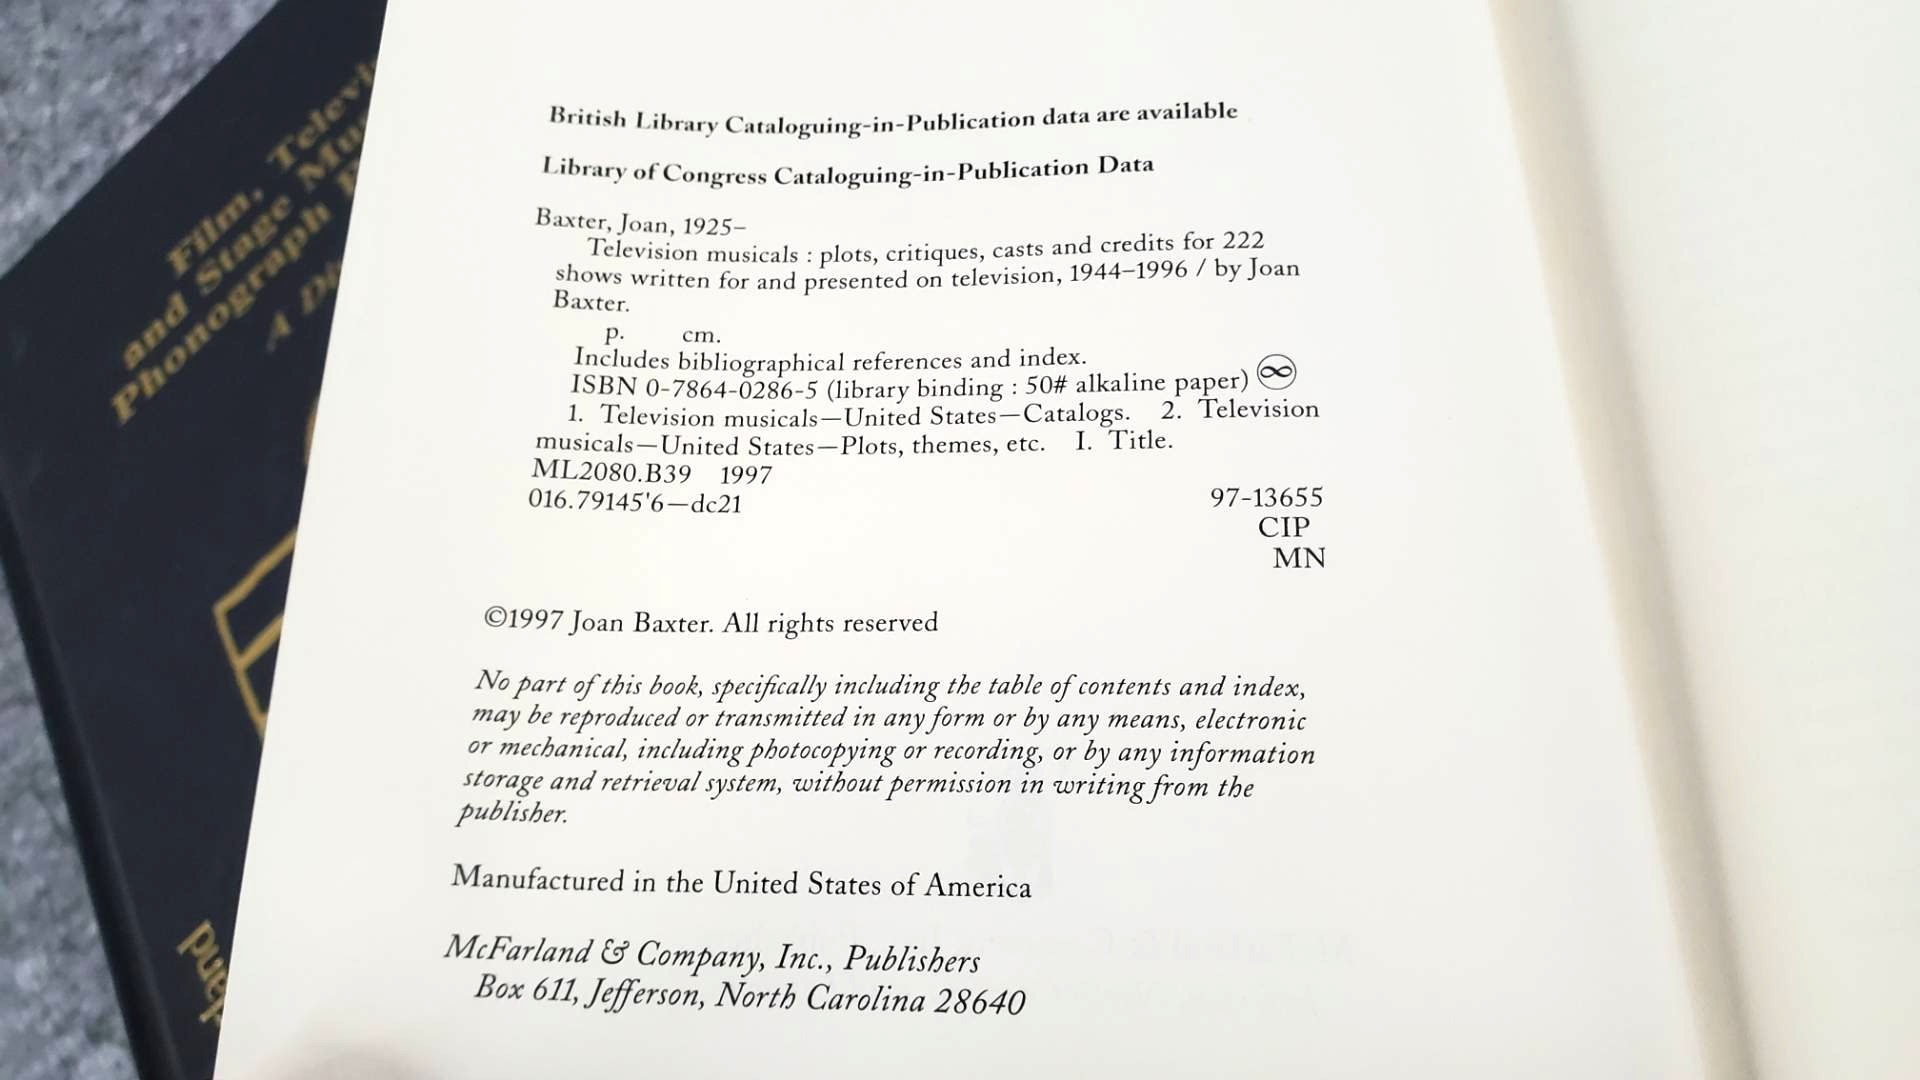 British Library Cataloguing-in-Publication data are available
Library of Congress Cataloguing-in-Publication Data
Baxter, Joan, 1925–
Television musicals : plots, critiques, casts and credits for 222
shows written for and presented on television, 1944–1996 / by Joan
Baxter.
p. cm.
Includes bibliographical references and index.
ISBN 0-7864-0286-5 (library binding : 50# alkaline paper) ∞
1. Television musicals—United States—Catalogs. 2. Television
musicals—United States—Plots, themes, etc. I. Title.
ML2080.B39 1997
016.79145'6—dc21 97-13655
CIP
MN
©1997 Joan Baxter. All rights reserved
No part of this book, specifically including the table of contents and index,
may be reproduced or transmitted in any form or by any means, electronic
or mechanical, including photocopying or recording, or by any information
storage and retrieval system, without permission in writing from the
publisher.
Manufactured in the United States of America
McFarland & Company, Inc., Publishers
Box 611, Jefferson, North Carolina 28640
Film,
and Stage
Phonograph
A